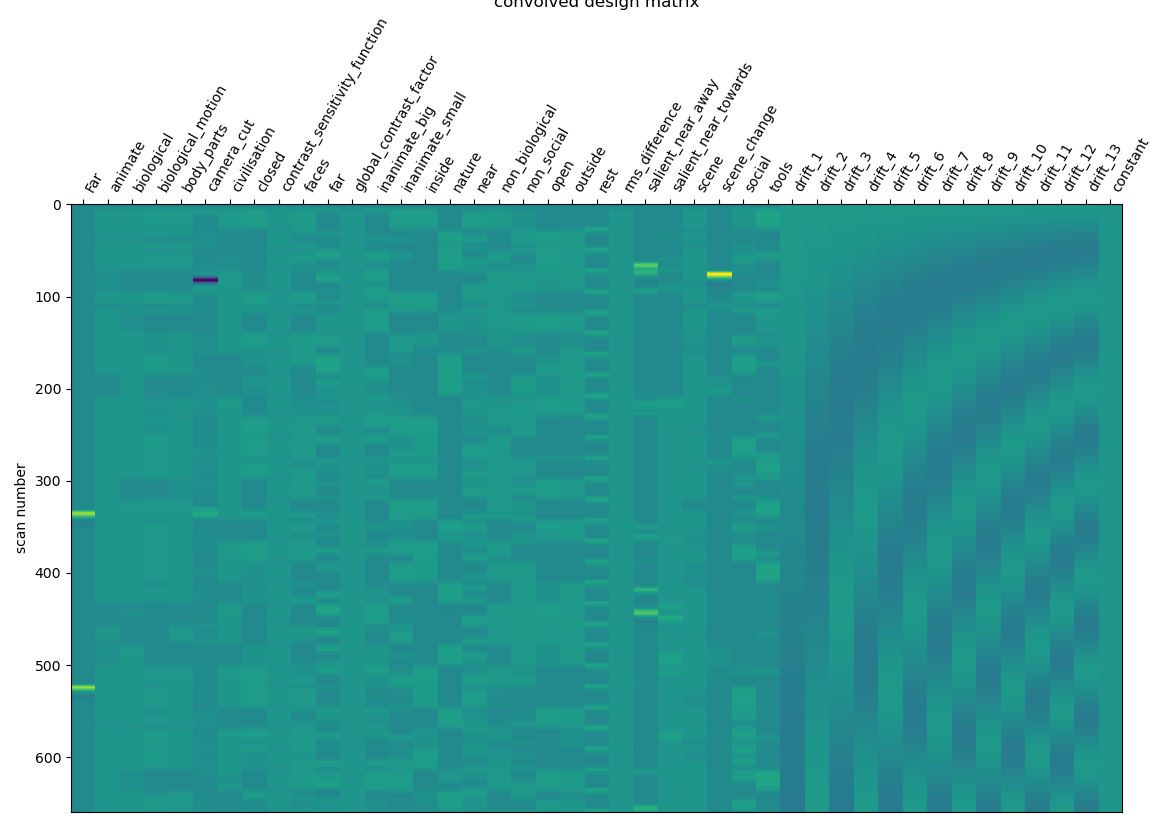 convolved design matrix
Far
animate
biological
biological_motion
body_parts
camera_cut
civilisation
closed
contrast_sensitivity_function
faces
far
global_contrast_factor
inanimate_big
inanimate_small
inside
nature
near
non_biological
non_social
open
outside
rest
rms_difference
salient_near_away
salient_near_towards
scene
scene_change
social
tools
drift_1
drift_2
drift_3
drift_4
drift_5
drift_6
drift_7
drift_8
drift_9
drift_10
drift_11
drift_12
drift_13
constant
0
100
200
300
400
500
600
scan number